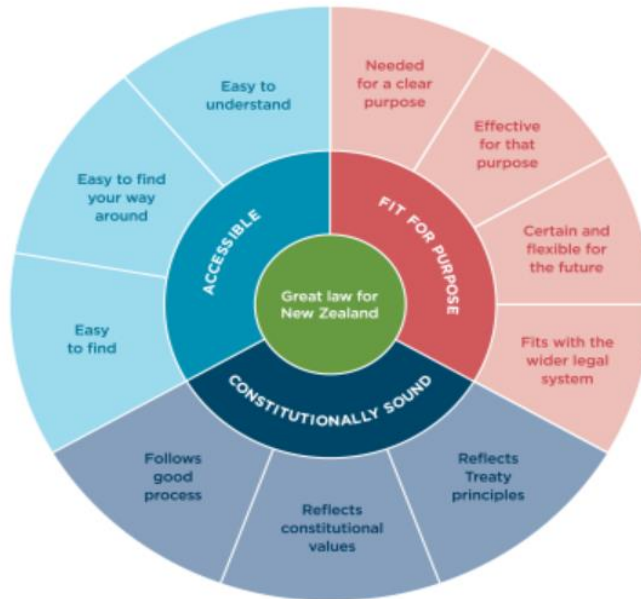 Easy to
understand
Needed
for a clear
purpose
Effective
for that
purpose
Easy to find
your way
around
Certain and
flexible for
the future
ACCESSIBLE
FIT FOR PURPOSE
Great law for
New Zealand
Easy
to find
Fits with the
wider legal
system
CONSTITUTIONALLY SOUND
Follows
good
process
Reflects
constitutional
values
Reflects
Treaty
principles